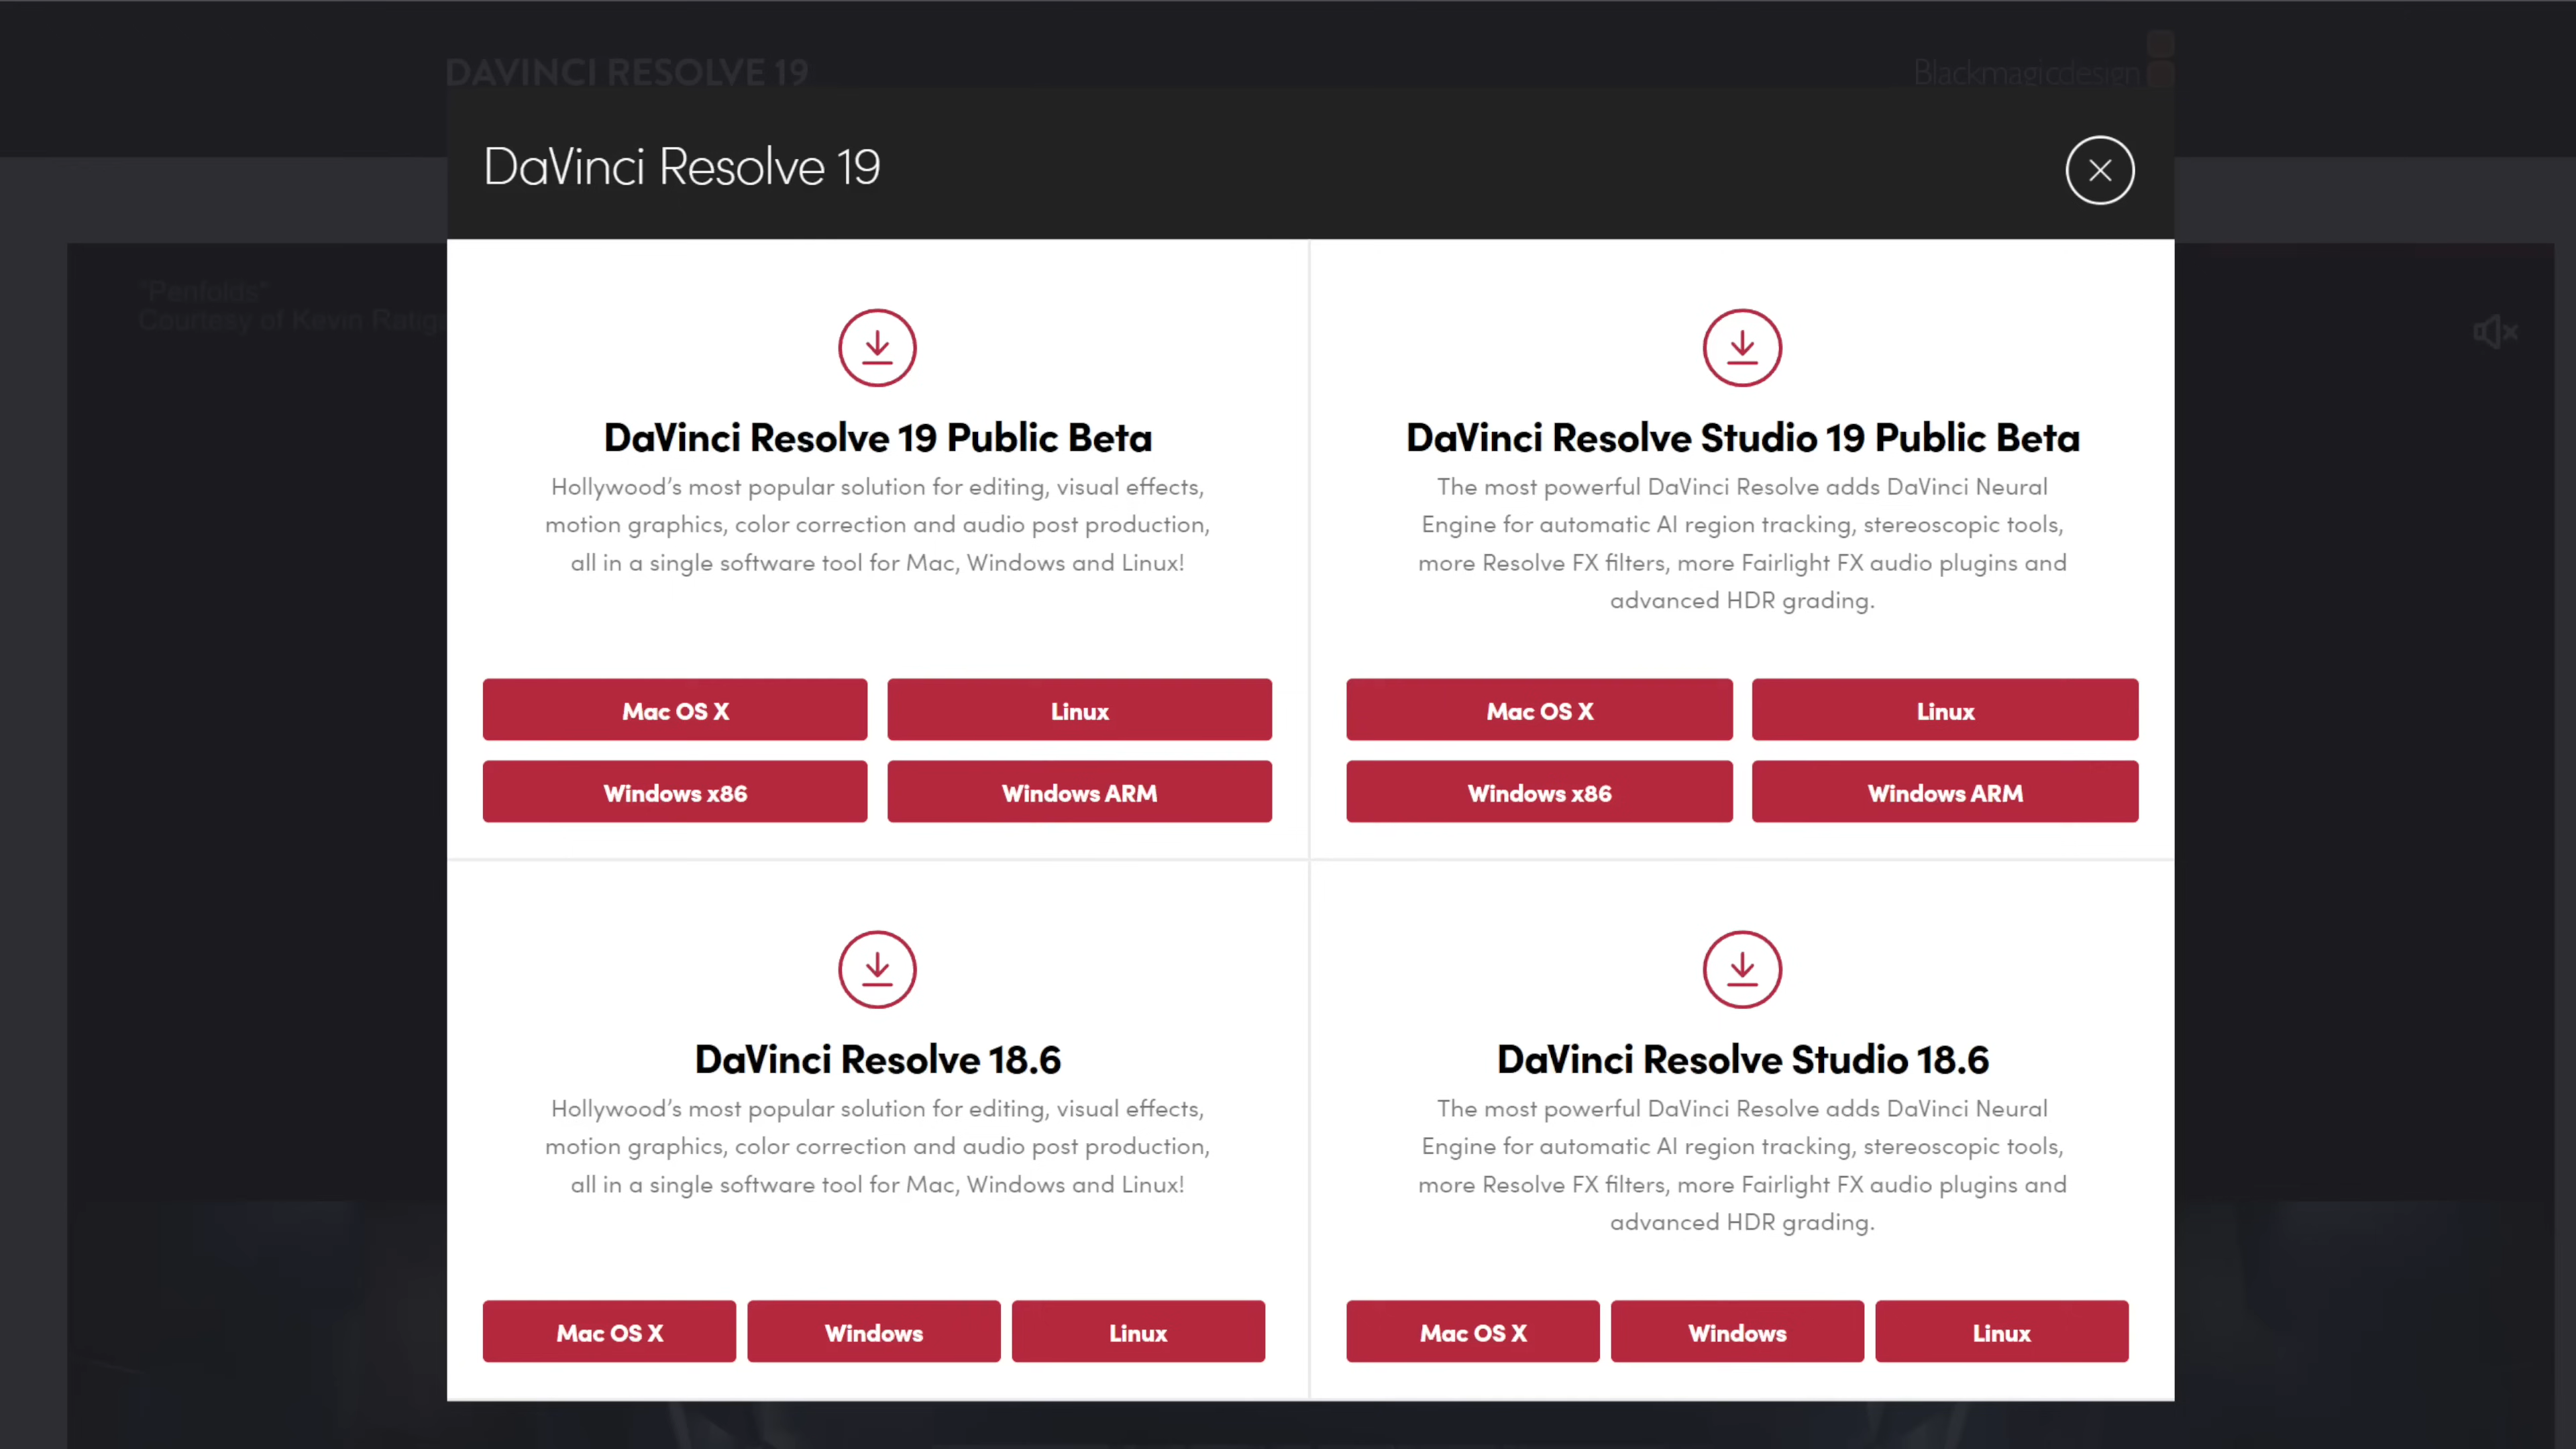 DAVINCI RESOLVE 19
Blackmagicdesign
DaVinci Resolve 19
"Penfolds"
Courtesy of Kevin
DaVinci Resolve 19 Public Beta
Hollywood's most popular solution for editing, visual effects,
motion graphics, color correction and audio post production,
all in a single software tool for Mac, Windows and Linux!
Mac OS X
Linux
Windows x86
Windows ARM
DaVinci Resolve Studio 19 Public Beta
The most powerful DaVinci Resolve adds DaVinci Neural
Engine for automatic AI region tracking, stereoscopic tools,
more Resolve FX filters, more Fairlight FX audio plugins and
advanced HDR grading.
Mac OS X
Linux
Windows x86
Windows ARM
DaVinci Resolve 18.6
Hollywood's most popular solution for editing, visual effects,
motion graphics, color correction and audio post production,
all in a single software tool for Mac, Windows and Linux!
Mac OS X
Windows
Linux
DaVinci Resolve Studio 18.6
The most powerful DaVinci Resolve adds DaVinci Neural
Engine for automatic AI region tracking, stereoscopic tools,
more Resolve FX filters, more Fairlight FX audio plugins and
advanced HDR grading.
Mac OS X
Windows
Linux